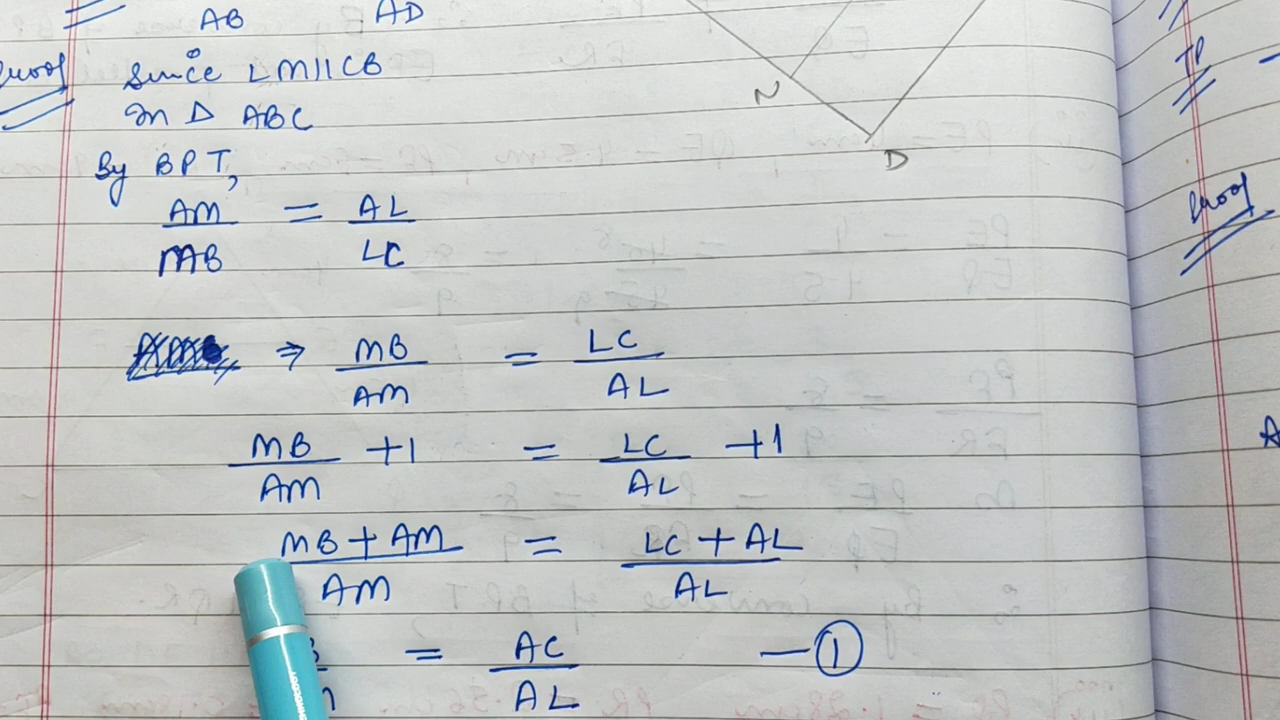 AB AD
Proof Since LM||CB
In Δ ABC
By BPT,
AM = AL
MB LC
⇒ MB = LC
AM AL
MB +1 = LC +1
AM AL
MB + AM = LC + AL
AM AL
= AC — ①
AL
N
D
TP
Proof
A